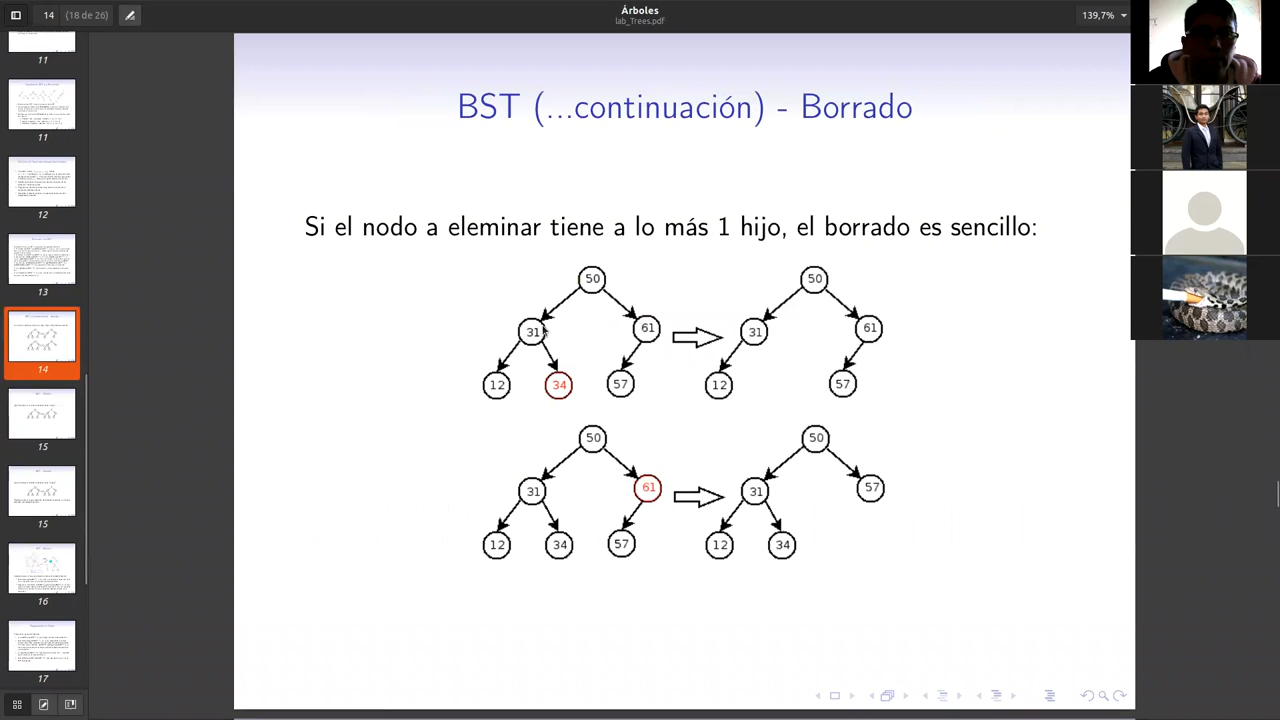 14 (18 de 26)
Árboles
lab_Trees.pdf
139,7%
11
11
12
13
14
15
15
16
17
BST (...continuación) - Borrado
Si el nodo a eleminar tiene a lo más 1 hijo, el borrado es sencillo:
50 50
31 61 31 61
12 34 57 12 57
50 50
31 61 31 57
12 34 57 12 34